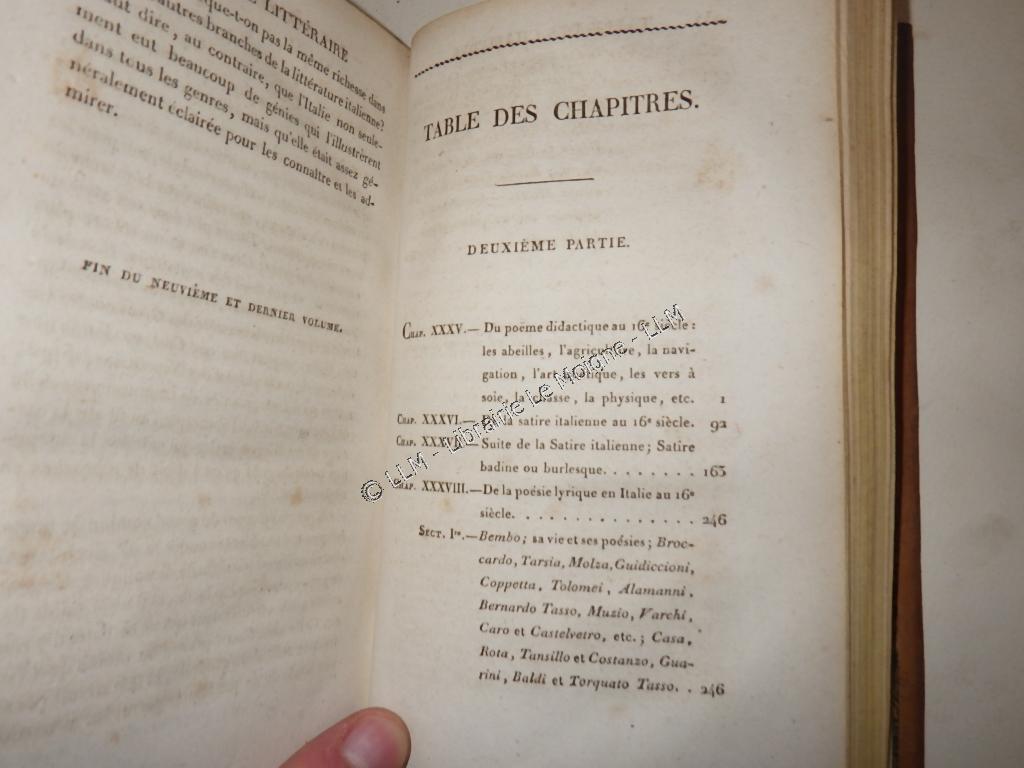 LITTÉRAIRE
que-t-on pas la même richesse dans
autres branches de la littérature italienne?
dire, au contraire, que l'Italie non seule-
ment eut beaucoup de génies qui l'illustrèrent
dans tous les genres, mais qu'elle était assez gé-
néralement éclairée pour les connaître et les ad-
mirer.
FIN DU NEUVIÈME ET DERNIER VOLUME.
TABLE DES CHAPITRES.
DEUXIÈME PARTIE.
CHAP. XXXV.— Du poëme didactique au 16e siècle :
les abeilles, l'agriculture, la navi-
gation, l'art, les vers à
soie, la chasse, la physique, etc. 1
CHAP. XXXVI.— De la satire italienne au 16e siècle. 92
CHAP. XXXVII.— Suite de la Satire italienne; Satire
badine ou burlesque. . . . . . . . 163
CHAP. XXXVIII.— De la poésie lyrique en Italie au 16e
siècle. . . . . . . . . . . . . . . 246
SECT. Ire.— Bembo; sa vie et ses poésies; Broc-
cardo, Tarsia, Molza, Guidiccioni,
Coppetta, Tolomei, Alamanni,
Bernardo Tasso, Muzio, Varchi,
Caro et Castelvetro, etc.; Casa,
Rota, Tansillo et Costanzo, Gua-
rini, Baldi et Torquato Tasso. . 246
© LLM - Librairie Le Moigne - LLM